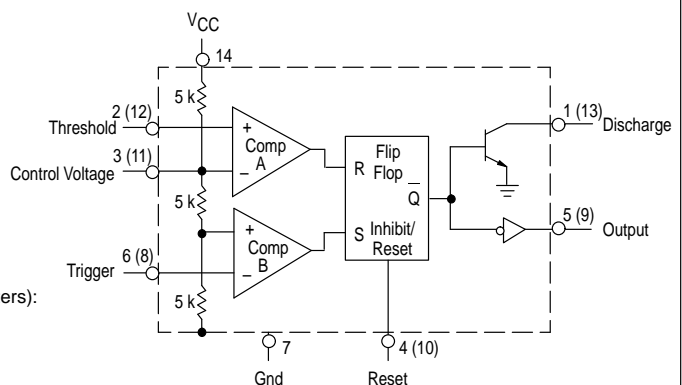 VCC
14
5 k
2 (12)
Threshold
+
Comp
A
−
3 (11)
Control Voltage
5 k
+
Comp
B
−
6 (8)
Trigger
5 k
ers):
R
Flip
Flop
Q
S
Inhibit/
Reset
1 (13)
Discharge
5 (9)
Output
7
Gnd
4 (10)
Reset